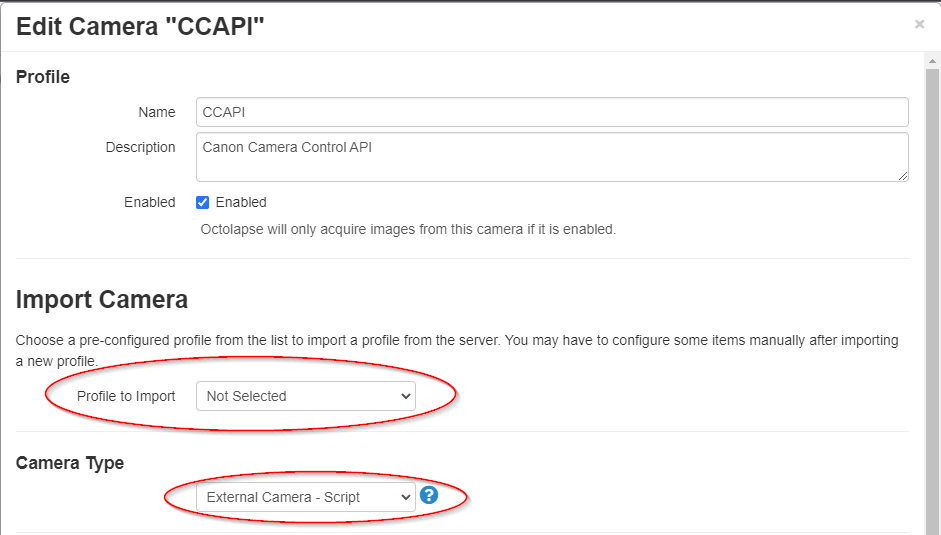 Edit Camera "CCAPI"
×
Profile
Name CCAPI
Description Canon Camera Control API
Enabled Enabled
Octolapse will only acquire images from this camera if it is enabled.
Import Camera
Choose a pre-configured profile from the list to import a profile from the server. You may have to configure some items manually after importing
a new profile.
Profile to Import Not Selected
Camera Type
External Camera - Script ?